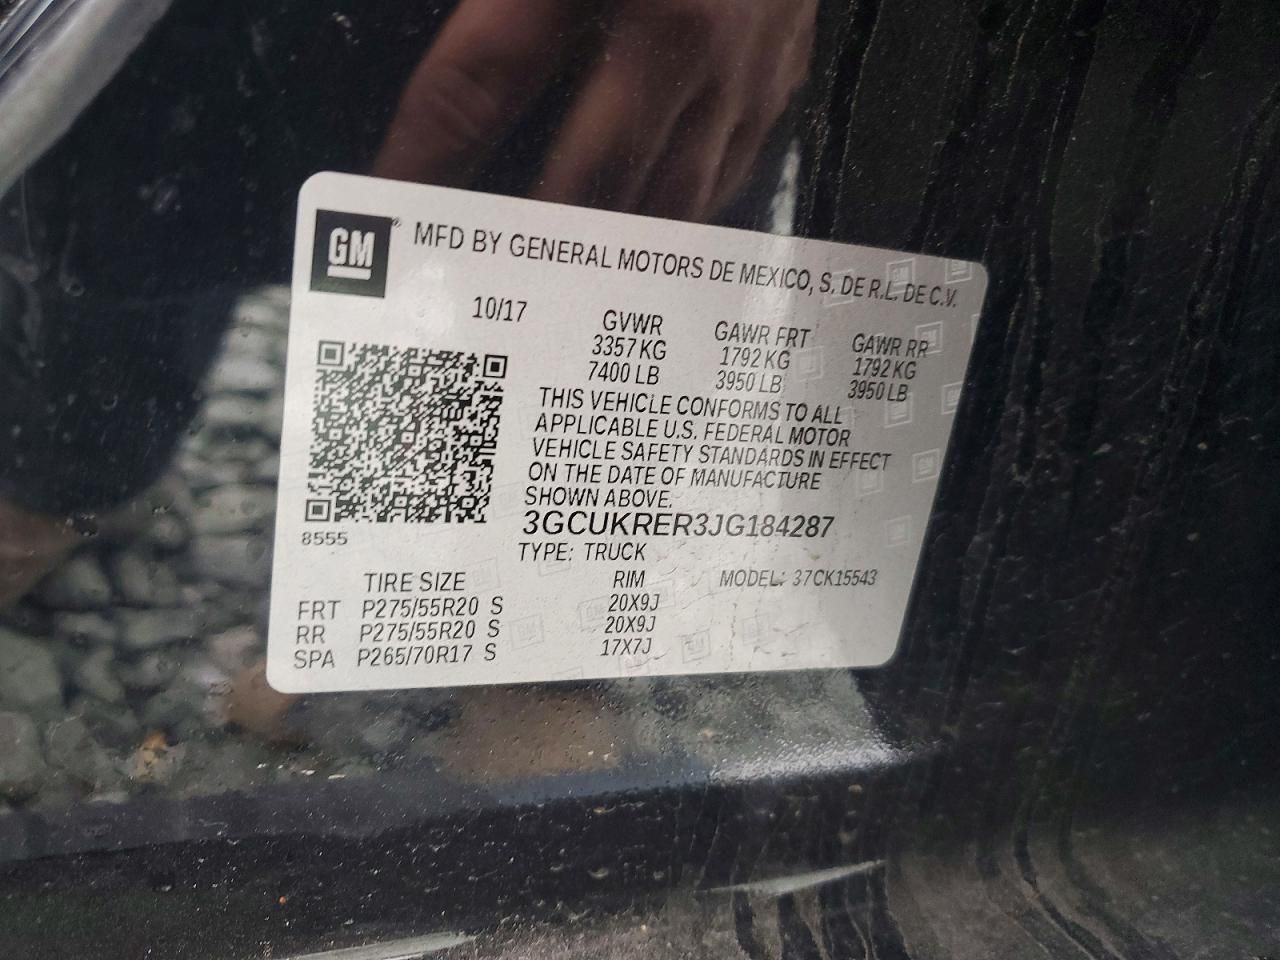 GM® MFD BY GENERAL MOTORS DE MEXICO, S. DE R.L. DE C.V.
10/17 GVWR GAWR FRT GAWR RR
3357 KG 1792 KG 1792 KG
7400 LB 3950 LB 3950 LB
THIS VEHICLE CONFORMS TO ALL
APPLICABLE U.S. FEDERAL MOTOR
VEHICLE SAFETY STANDARDS IN EFFECT
ON THE DATE OF MANUFACTURE
SHOWN ABOVE.
3GCUKRER3JG184287
8555
TYPE: TRUCK
TIRE SIZE RIM MODEL: 37CK15543
FRT P275/55R20 S 20X9J
RR P275/55R20 S 20X9J
SPA P265/70R17 S 17X7J